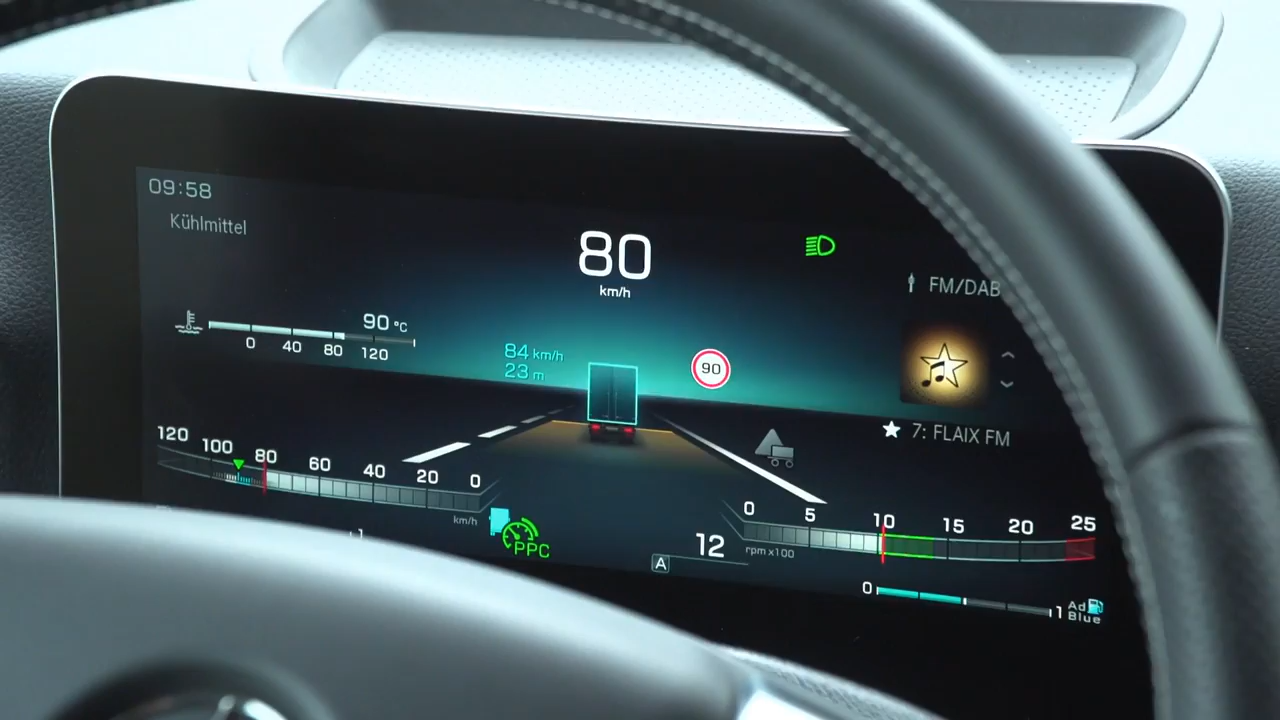 09:58
Kühlmittel
80
km/h
FM/DAB
90 °C
0 40 80 120
84 km/h
23 m
90
7: FLAIX FM
120 100 80 60 40 20 0
km/h
PPC
12
A
0 5 10 15 20 25
rpm x100
0
1
Ad
Blue